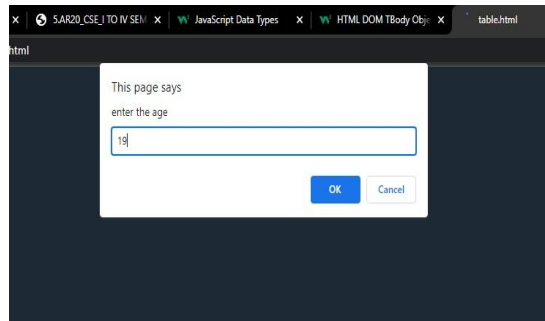 × 5.AR20_CSE_I TO IV SEM × JavaScript Data Types × HTML DOM TBody Obje × table.html
html
This page says
enter the age
19
OK Cancel